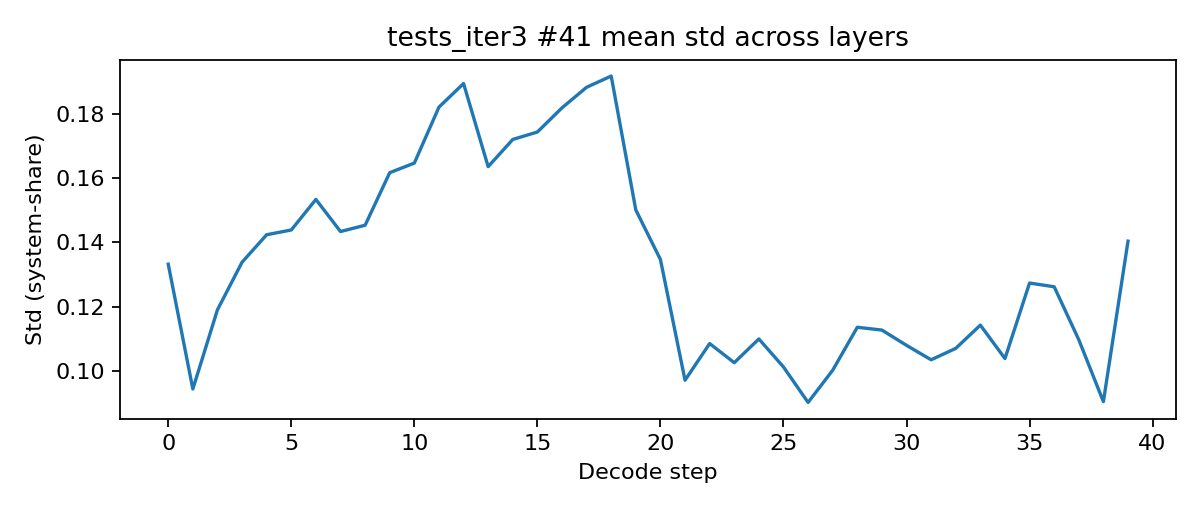 tests_iter3 #41 mean std across layers
Std (system-share)
0.18
0.16
0.14
0.12
0.10
0 5 10 15 20 25 30 35 40
Decode step